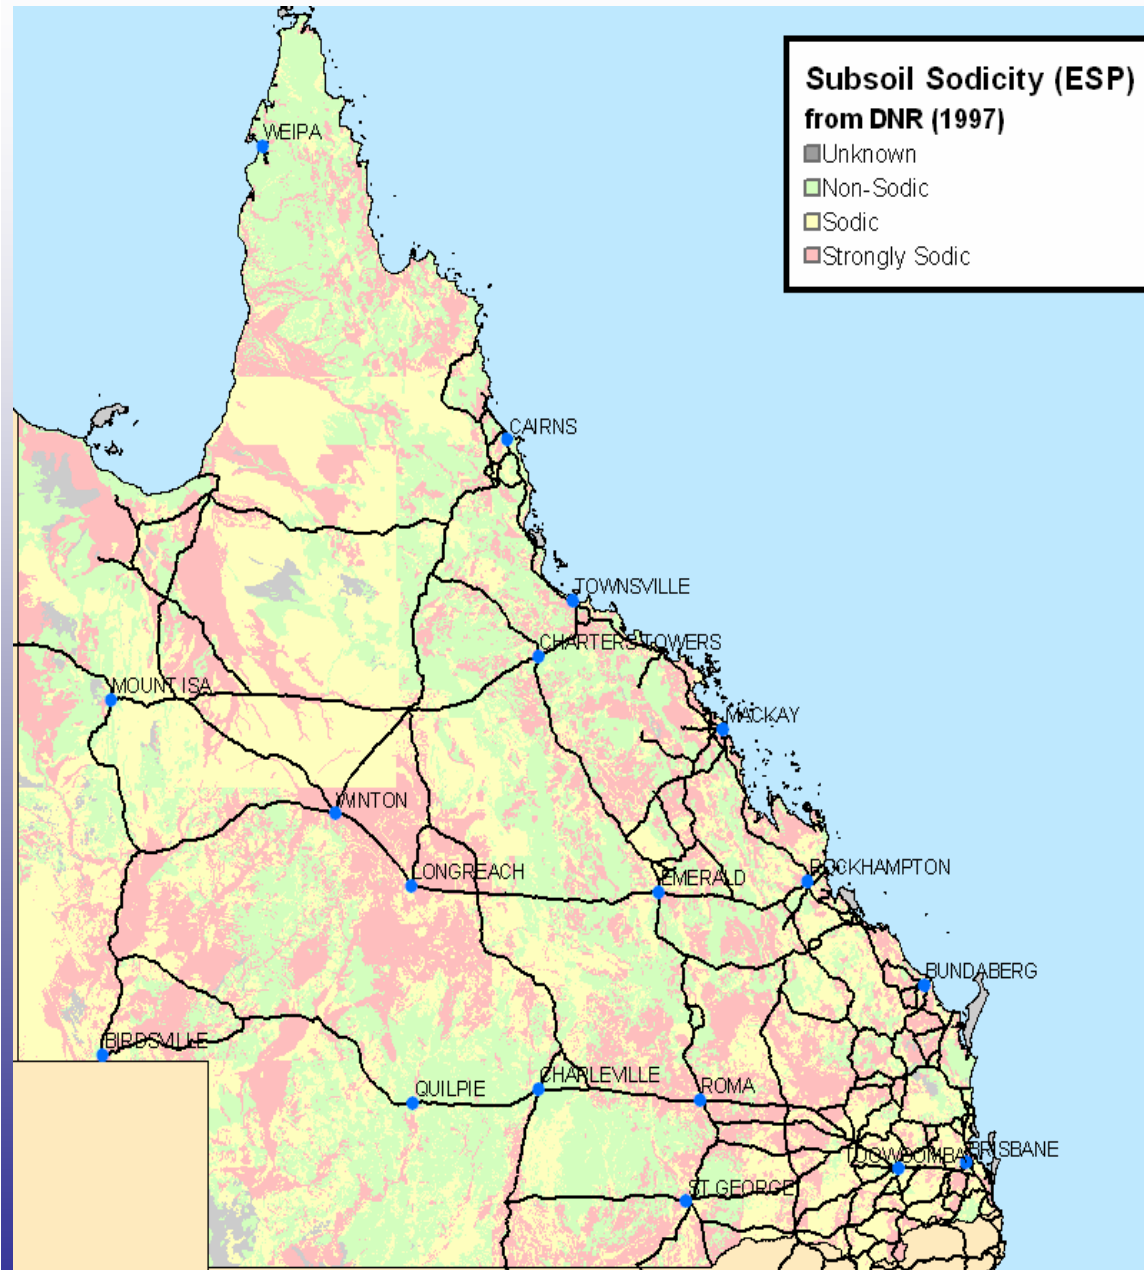 Subsoil Sodicity (ESP)
from DNR (1997)
Unknown
Non-Sodic
Sodic
Strongly Sodic
WEIPA
CAIRNS
TOWNSVILLE
CHARTERS TOWERS
MOUNT ISA
MACKAY
WINTON
LONGREACH
EMERALD
ROCKHAMPTON
BUNDABERG
BIRDSVILLE
QUILPIE
CHARLEVILLE
ROMA
TOOWOOMBA
BRISBANE
ST GEORGE